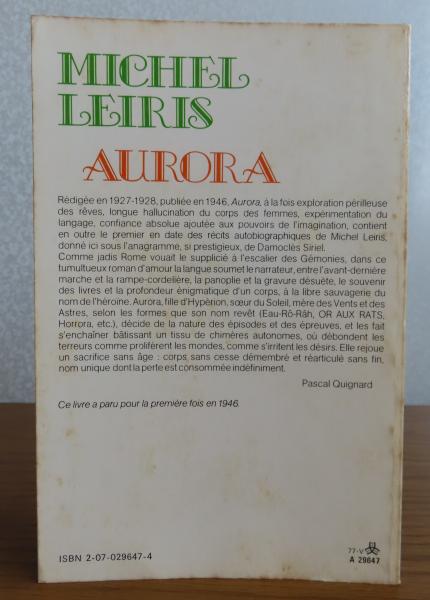 MICHEL
LEIRIS
AURORA
Rédigée en 1927-1928, publiée en 1946, Aurora, à la fois exploration périlleuse
des rêves, longue hallucination du corps des femmes, expérimentation du
langage, confiance absolue ajoutée aux pouvoirs de l'imagination, contient
en outre le premier en date des récits autobiographiques de Michel Leiris,
donné ici sous l'anagramme, si prestigieux, de Damoclès Siriel.
Comme jadis Rome vouait le supplicié à l'escalier des Gémonies, dans ce
tumultueux roman d'amour la langue soumet le narrateur, entre l'avant-dernière
marche et la rampe-cordelière, la panoplie et la gravure désuète, le souvenir
des livres et la profondeur énigmatique d'un corps, à la libre sauvagerie du
nom de l'héroïne. Aurora, fille d'Hypérion, sœur du Soleil, mère des Vents et des
Astres, selon les formes que son nom revêt (Eau-Rô-Râh, OR AUX RATS,
Horrora, etc.), décide de la nature des épisodes et des épreuves, et les fait
s'enchaîner bâtissant un tissu de chimères autonomes, où débondent les
terreurs comme prolifèrent les mondes, comme s'irritent les désirs. Elle rejoue
un sacrifice sans âge : corps sans cesse démembré et réarticulé sans fin,
nom unique dont la perte est consommée indéfiniment.
Pascal Quignard
Ce livre a paru pour la première fois en 1946.
ISBN 2-07-029647-4
77-V
A 29647